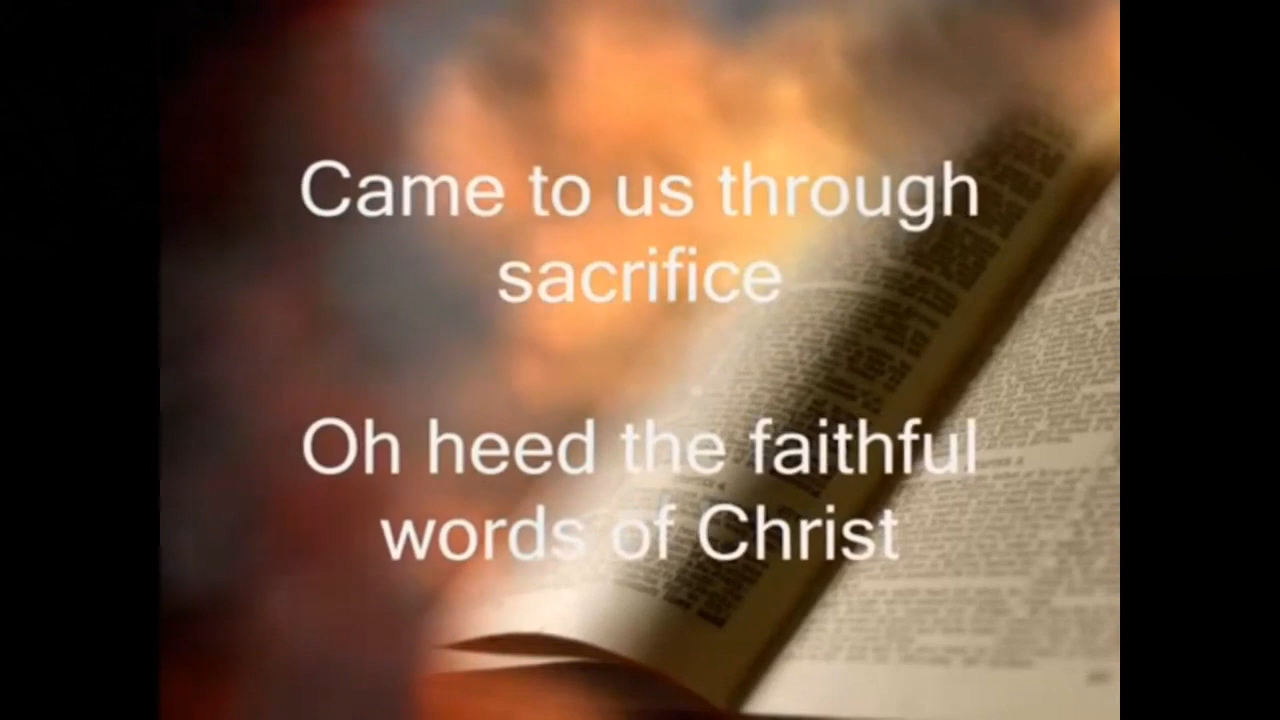 Came to us through
sacrifice
Oh heed the faithful
words of Christ